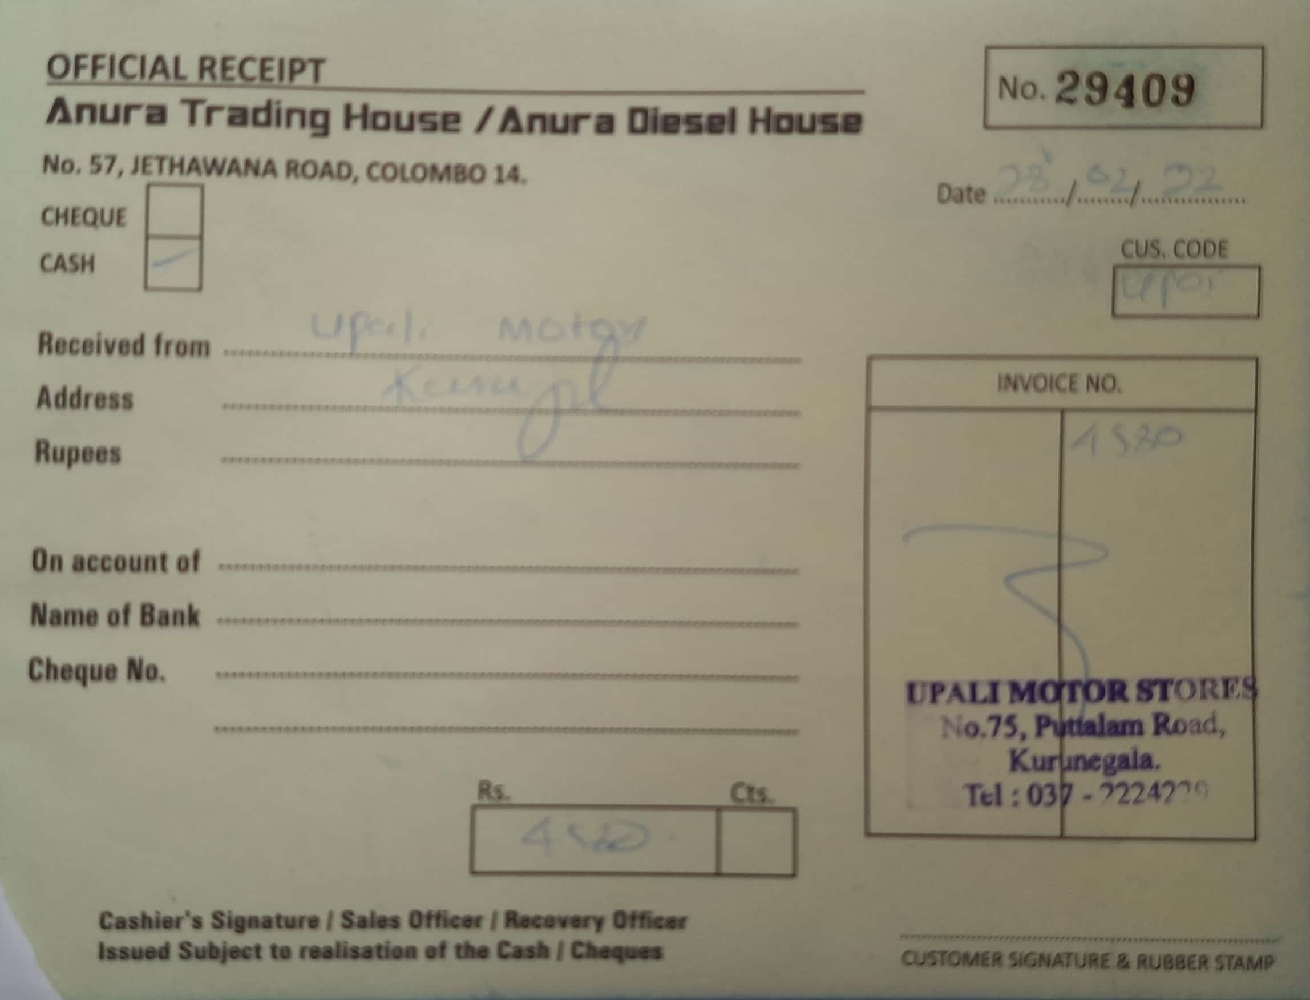 OFFICIAL RECEIPT
Anura Trading House / Anura Diesel House
No. 57, JETHAWANA ROAD, COLOMBO 14.
No. 29409
Date 28/02/22
CHEQUE
CASH
CUS. CODE
Received from Upali Motor
Address
Rupees
INVOICE NO.
4520
On account of
Name of Bank
Cheque No.
UPALI MOTOR STORES
No.75, Puttalam Road,
Kurunegala.
Tel : 037 -
Rs. Cts.
4520
Cashier's Signature / Sales Officer / Recovery Officer
Issued Subject to realisation of the Cash / Cheques
CUSTOMER SIGNATURE & RUBBER STAMP